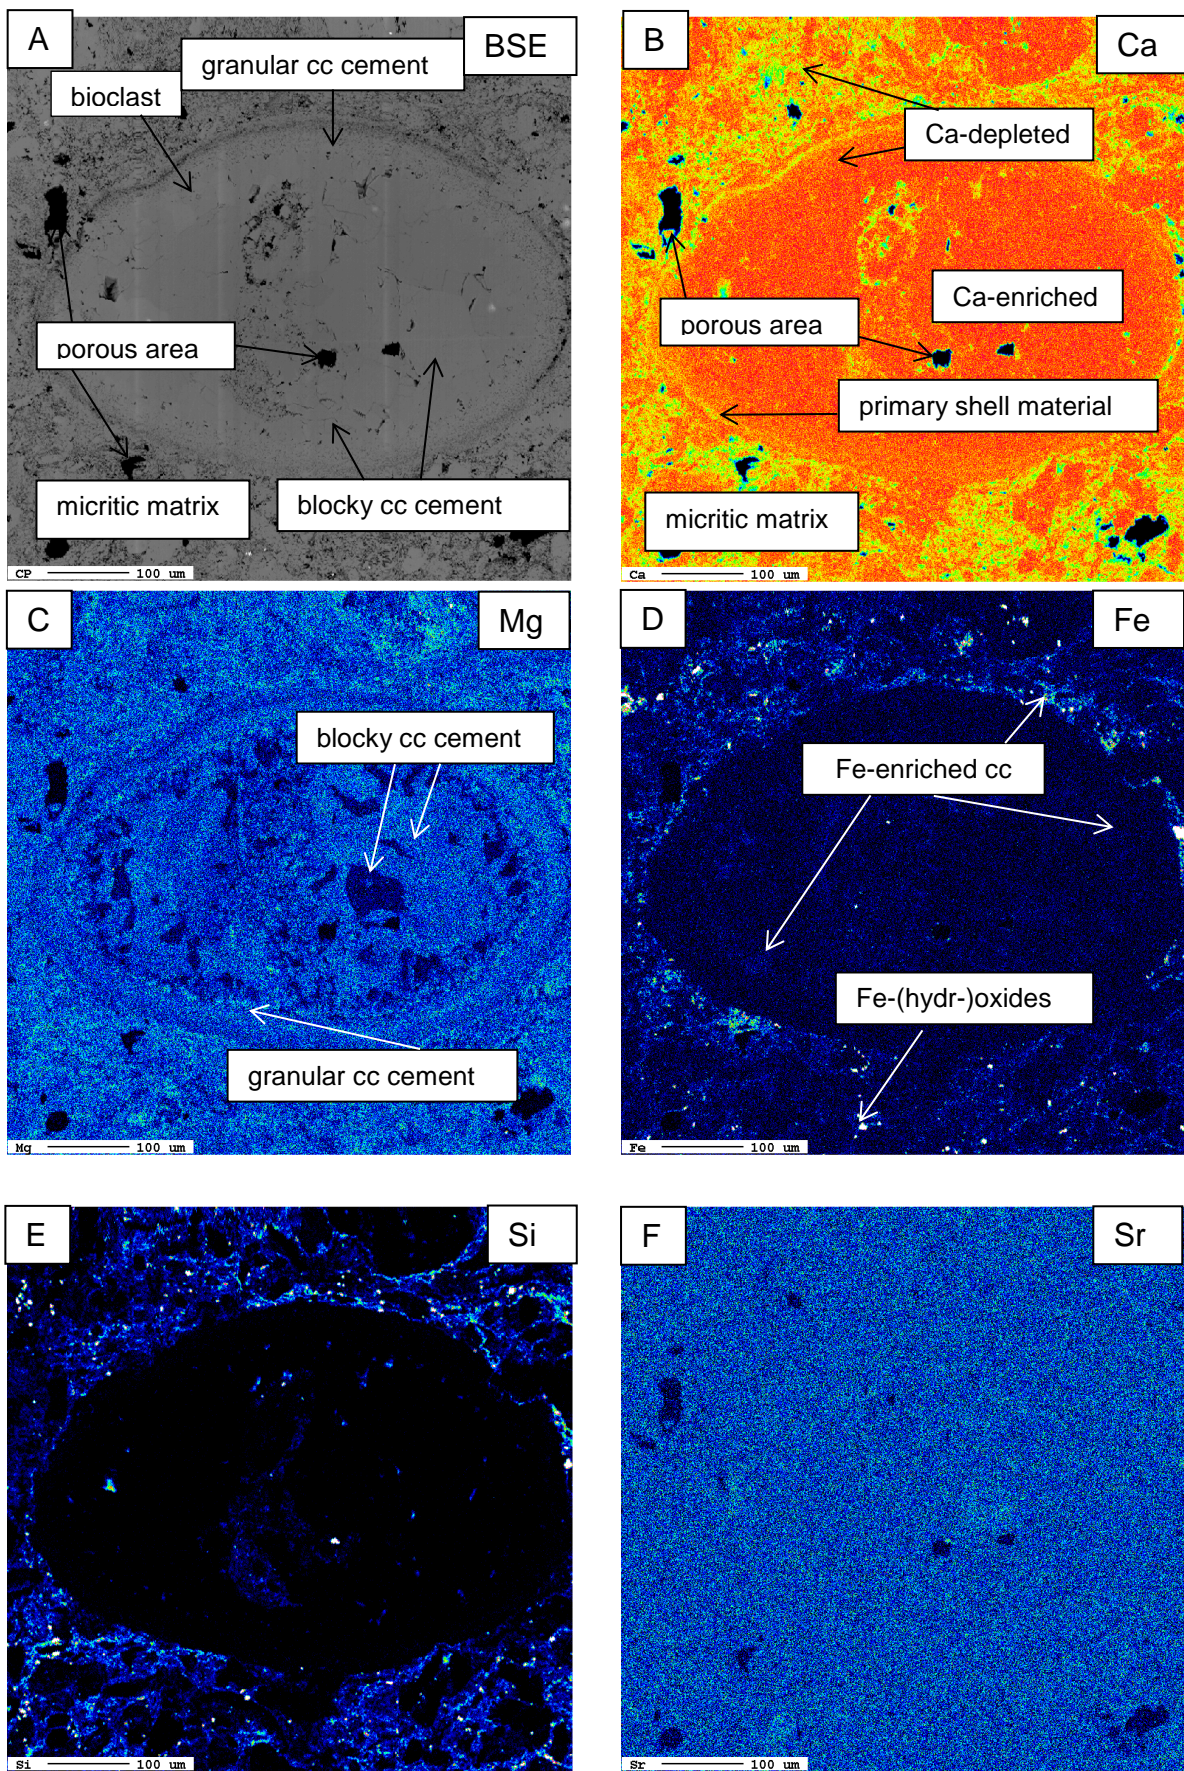 A
BSE
granular cc cement
bioclast
porous area
micritic matrix
blocky cc cement
CP 100 um
B
Ca
Ca-depleted
Ca-enriched
porous area
primary shell material
micritic matrix
Ca 100 um
C
Mg
blocky cc cement
granular cc cement
Mg 100 um
D
Fe
Fe-enriched cc
Fe-(hydr-)oxides
Fe 100 um
E
Si
Si 100 um
F
Sr
Sr 100 um